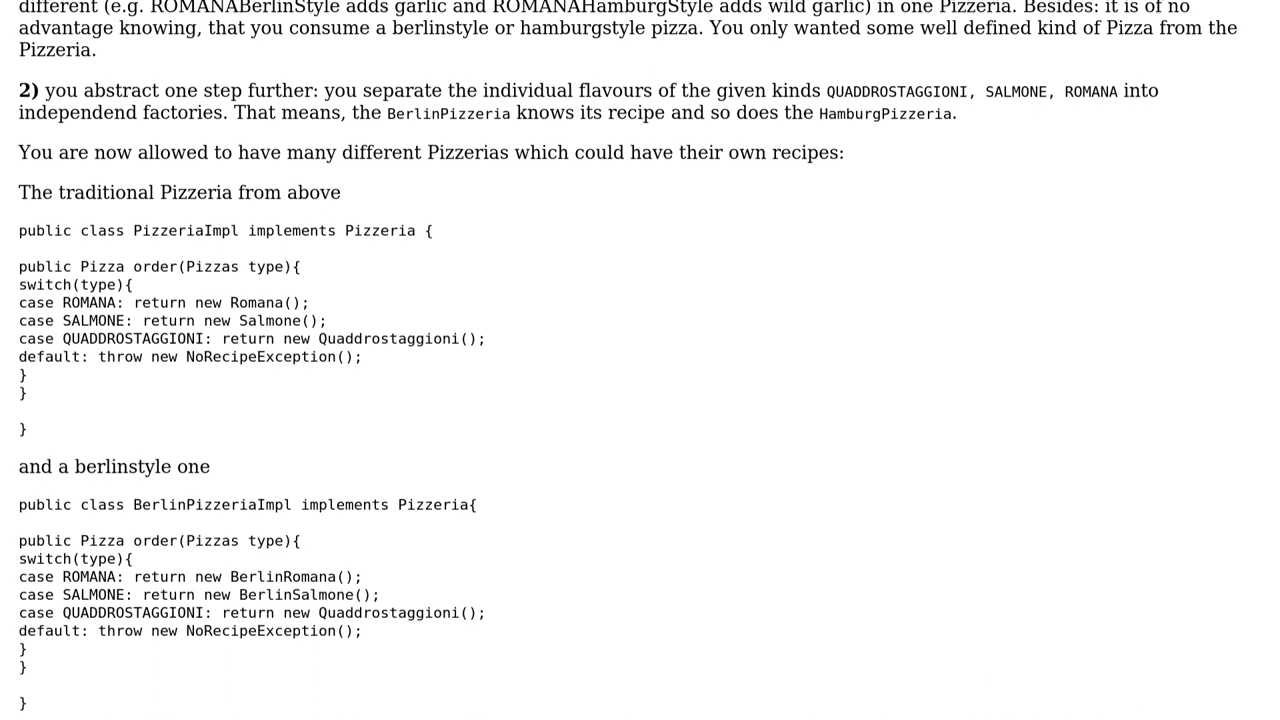 different (e.g. ROMANABerlinStyle adds garlic and ROMANAHamburgStyle adds wild garlic) in one Pizzeria. Besides: it is of no
advantage knowing, that you consume a berlinstyle or hamburgstyle pizza. You only wanted some well defined kind of Pizza from the
Pizzeria.
2) you abstract one step further: you separate the individual flavours of the given kinds QUADDROSTAGGIONI, SALMONE, ROMANA into
independend factories. That means, the BerlinPizzeria knows its recipe and so does the HamburgPizzeria.
You are now allowed to have many different Pizzerias which could have their own recipes:
The traditional Pizzeria from above
public class PizzeriaImpl implements Pizzeria {
public Pizza order(Pizzas type){
switch(type){
case ROMANA: return new Romana();
case SALMONE: return new Salmone();
case QUADDROSTAGGIONI: return new Quaddrostaggioni();
default: throw new NoRecipeException();
}
}
}
and a berlinstyle one
public class BerlinPizzeriaImpl implements Pizzeria{
public Pizza order(Pizzas type){
switch(type){
case ROMANA: return new BerlinRomana();
case SALMONE: return new BerlinSalmone();
case QUADDROSTAGGIONI: return new Quaddrostaggioni();
default: throw new NoRecipeException();
}
}
}